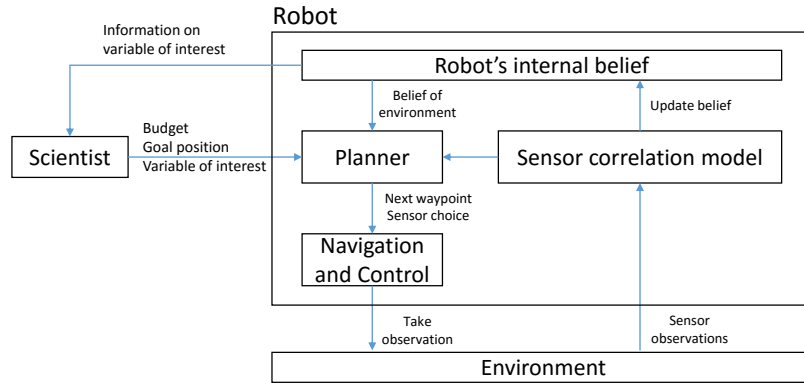 Robot
Information on
variable of interest
Robot's internal belief
Belief of
environment
Update belief
Budget
Goal position
Variable of interest
Scientist
Planner
Sensor correlation model
Next waypoint
Sensor choice
Navigation
and Control
Take
observation
Sensor
observations
Environment